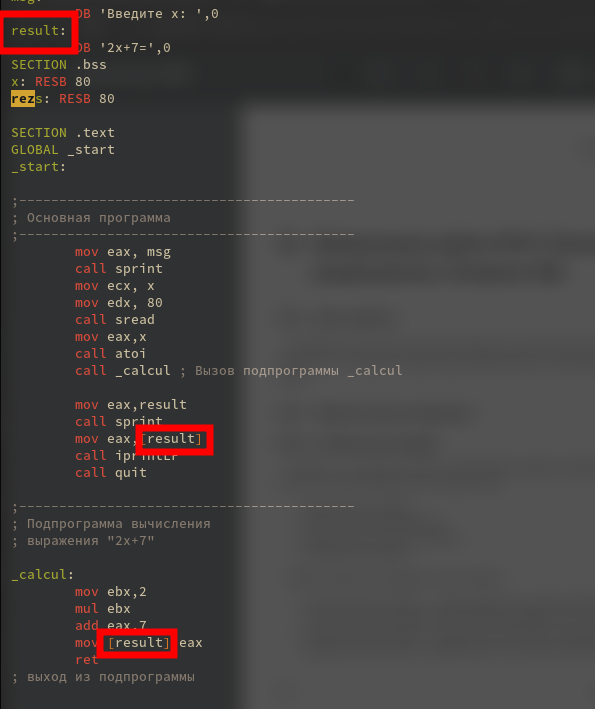 DB 'Введите x: ',0
result:
DB '2x+7=',0
SECTION .bss
x: RESB 80
rezs: RESB 80
SECTION .text
GLOBAL _start
_start:
;------------------------------------------
; Основная программа
;------------------------------------------
mov eax, msg
call sprint
mov ecx, x
mov edx, 80
call sread
mov eax,x
call atoi
call _calcul ; Вызов подпрограммы _calcul
mov eax,result
call sprint
mov eax,[result]
call iprintLF
call quit
;------------------------------------------
; Подпрограмма вычисления
; выражения "2x+7"
_calcul:
mov ebx,2
mul ebx
add eax,7
mov [result],eax
ret
; выход из подпрограммы